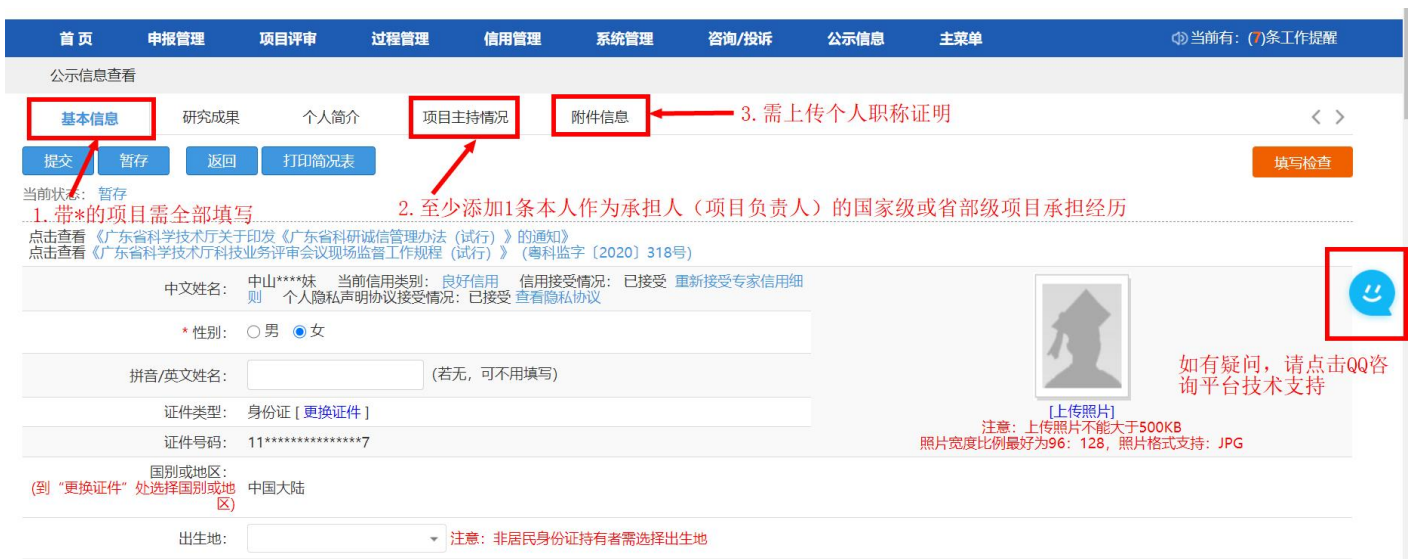 首 页 申报管理 项目评审 过程管理 信用管理 系统管理 咨询/投诉 公示信息 主菜单 当前有：(7)条工作提醒
公示信息查看
基本信息 研究成果 个人简介 项目主持情况 附件信息 3. 需上传个人职称证明 < >
提交 暂存 返回 打印简况表 填写检查
当前状态： 暂存
1. 带*的项目需全部填写 2. 至少添加1条本人作为承担人（项目负责人）的国家级或省部级项目承担经历
点击查看《广东省科学技术厅关于印发《广东省科研诚信管理办法（试行）》的通知》
点击查看《广东省科学技术厅科技业务评审会议现场监督工作规程（试行）》（粤科监字〔2020〕318号）
中文姓名： 中山****妹 当前信用类别： 良好信用 信用接受情况： 已接受 重新接受专家信用细
则 个人隐私声明协议接受情况：已接受 查看隐私协议
* 性别： 男 女
拼音/英文姓名： (若无，可不用填写)
如有疑问，请点击QQ咨
询平台技术支持
证件类型： 身份证 [ 更换证件 ]
[上传照片]
注意：上传照片不能大于500KB
证件号码： 11***************7
照片宽度比例最好为96：128，照片格式支持：JPG
国别或地区：
(到“更换证件”处选择国别或地 中国大陆
区)
出生地： 注意：非居民身份证持有者需选择出生地